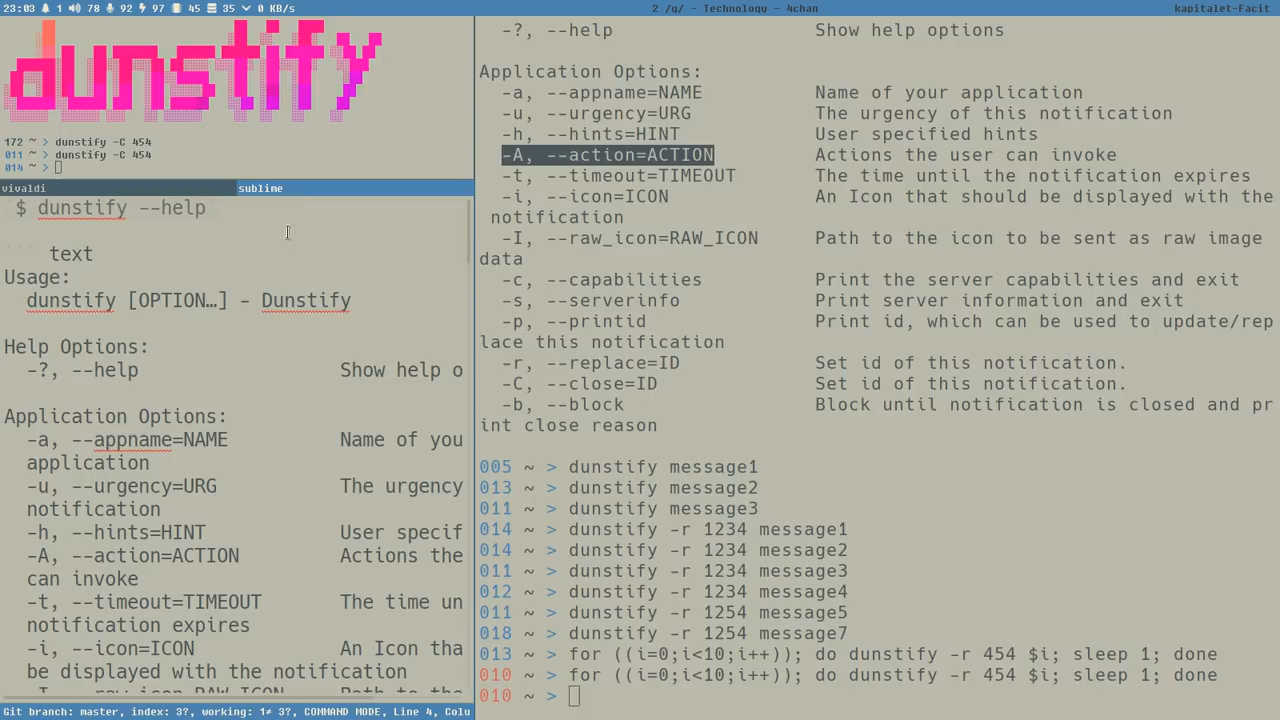 23:03 1 78 92 97 45 35 0 KB/s
2 /g/ - Technology - 4chan
kapitalet-Facit
dunstify
172 ~ > dunstify -C 454
011 ~ > dunstify -C 454
014 ~ >
vivaldi
sublime
$ dunstify --help
``` text
Usage:
dunstify [OPTION…] - Dunstify
Help Options:
-?, --help Show help o
Application Options:
-a, --appname=NAME Name of you
application
-u, --urgency=URG The urgency
notification
-h, --hints=HINT User specif
-A, --action=ACTION Actions the
can invoke
-t, --timeout=TIMEOUT The time un
notification expires
-i, --icon=ICON An Icon tha
be displayed with the notification
-I, --raw_icon=RAW_ICON Path to the
Git branch: master, index: 3?, working: 1≠ 3?, COMMAND MODE, Line 4, Colu
-?, --help Show help options
Application Options:
-a, --appname=NAME Name of your application
-u, --urgency=URG The urgency of this notification
-h, --hints=HINT User specified hints
-A, --action=ACTION Actions the user can invoke
-t, --timeout=TIMEOUT The time until the notification expires
-i, --icon=ICON An Icon that should be displayed with the
notification
-I, --raw_icon=RAW_ICON Path to the icon to be sent as raw image
data
-c, --capabilities Print the server capabilities and exit
-s, --serverinfo Print server information and exit
-p, --printid Print id, which can be used to update/rep
lace this notification
-r, --replace=ID Set id of this notification.
-C, --close=ID Set id of this notification.
-b, --block Block until notification is closed and pr
int close reason
005 ~ > dunstify message1
013 ~ > dunstify message2
011 ~ > dunstify message3
014 ~ > dunstify -r 1234 message1
014 ~ > dunstify -r 1234 message2
011 ~ > dunstify -r 1234 message3
012 ~ > dunstify -r 1234 message4
011 ~ > dunstify -r 1254 message5
018 ~ > dunstify -r 1254 message7
013 ~ > for ((i=0;i<10;i++)); do dunstify -r 454 $i; sleep 1; done
010 ~ > for ((i=0;i<10;i++)); do dunstify -r 454 $i; sleep 1; done
010 ~ >